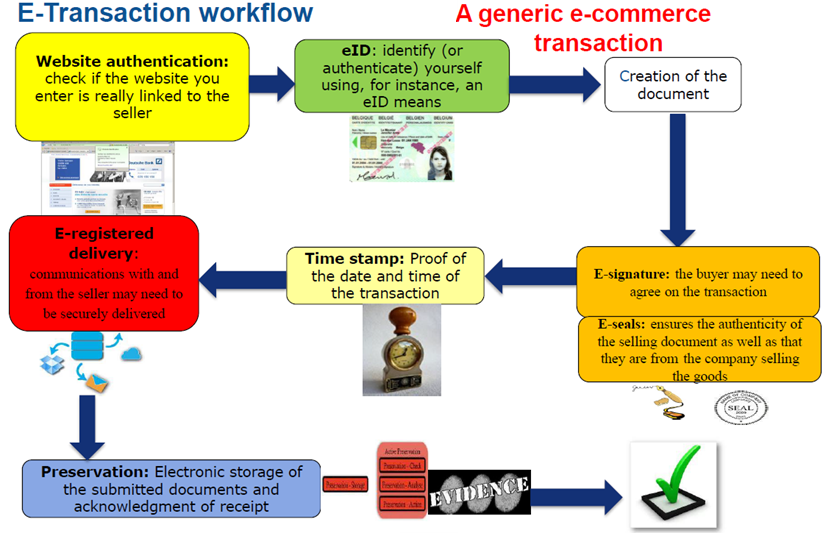 E-Transaction workflow
A generic e-commerce
transaction
Website authentication:
check if the website you
enter is really linked to the
seller
eID: identify (or
authenticate) yourself
using, for instance, an
eID means
Creation of the
document
BELGIQUE
BELGIË
BELGIEN
BELGIUM
E-registered
delivery:
communications with and
from the seller may need to
be securely delivered
Time stamp: Proof of
the date and time of
the transaction
E-signature: the buyer may need to
agree on the transaction
E-seals: ensures the authenticity of
the selling document as well as that
they are from the company selling
the goods
SEAL
Preservation: Electronic storage of
the submitted documents and
acknowledgment of receipt
Preservation - Receipt
Active Preservation
Preservation - Check
Preservation - Analyse
Preservation - Action
EVIDENCE